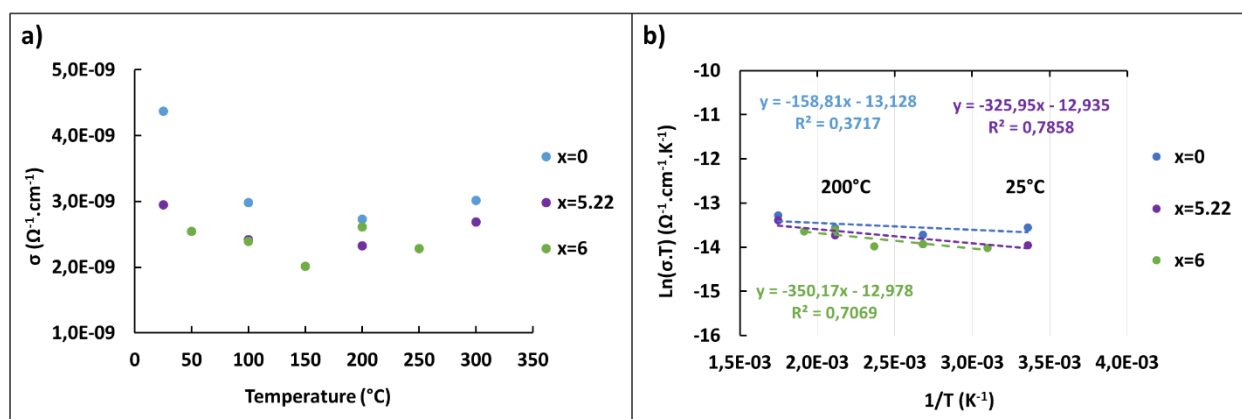 a)
5,0E-09
4,0E-09
3,0E-09
2,0E-09
1,0E-09
σ (Ω⁻¹.cm⁻¹)
0 50 100 150 200 250 300 350
Temperature (°C)
x=0
x=5.22
x=6
b)
-10
-11
-12
-13
-14
-15
-16
Ln(σ.T) (Ω⁻¹.cm⁻¹.K⁻¹)
y = -158,81x - 13,128
R² = 0,3717
y = -325,95x - 12,935
R² = 0,7858
200°C
25°C
y = -350,17x - 12,978
R² = 0,7069
1,5E-03 2,0E-03 2,5E-03 3,0E-03 3,5E-03 4,0E-03
1/T (K⁻¹)
x=0
x=5.22
x=6